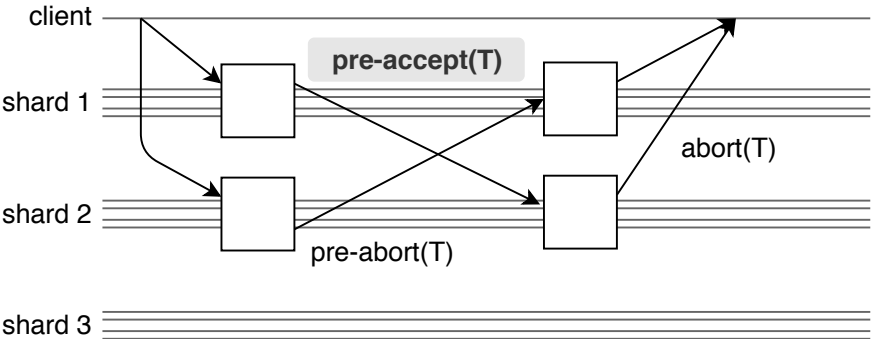 client
pre-accept(T)
shard 1
abort(T)
shard 2
pre-abort(T)
shard 3